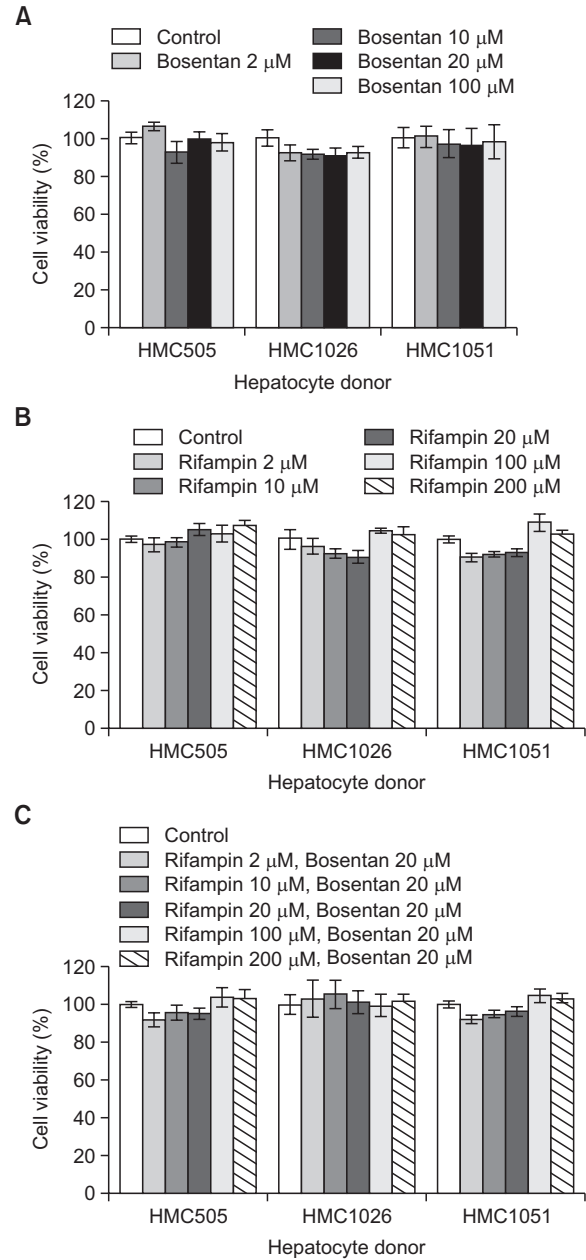 A
Control
Bosentan 2 μM
Bosentan 10 μM
Bosentan 20 μM
Bosentan 100 μM
Cell viability (%)
120
100
80
60
40
20
0
HMC505 HMC1026 HMC1051
Hepatocyte donor
B
Control
Rifampin 2 μM
Rifampin 10 μM
Rifampin 20 μM
Rifampin 100 μM
Rifampin 200 μM
Cell viability (%)
120
100
80
60
40
20
0
HMC505 HMC1026 HMC1051
Hepatocyte donor
C
Control
Rifampin 2 μM, Bosentan 20 μM
Rifampin 10 μM, Bosentan 20 μM
Rifampin 20 μM, Bosentan 20 μM
Rifampin 100 μM, Bosentan 20 μM
Rifampin 200 μM, Bosentan 20 μM
Cell viability (%)
120
100
80
60
40
20
0
HMC505 HMC1026 HMC1051
Hepatocyte donor